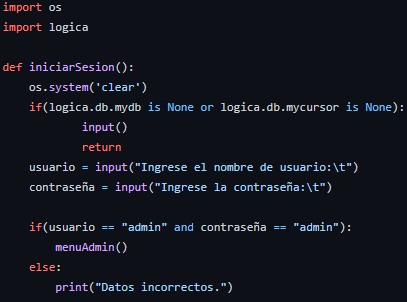 import os
import logica

def iniciarSesion():
    os.system('clear')
    if(logica.db.mydb is None or logica.db.mycursor is None):
            input()
            return
    usuario = input("Ingrese el nombre de usuario:\t")
    contraseña = input("Ingrese la contraseña:\t")

    if(usuario == "admin" and contraseña == "admin"):
        menuAdmin()
    else:
        print("Datos incorrectos.")